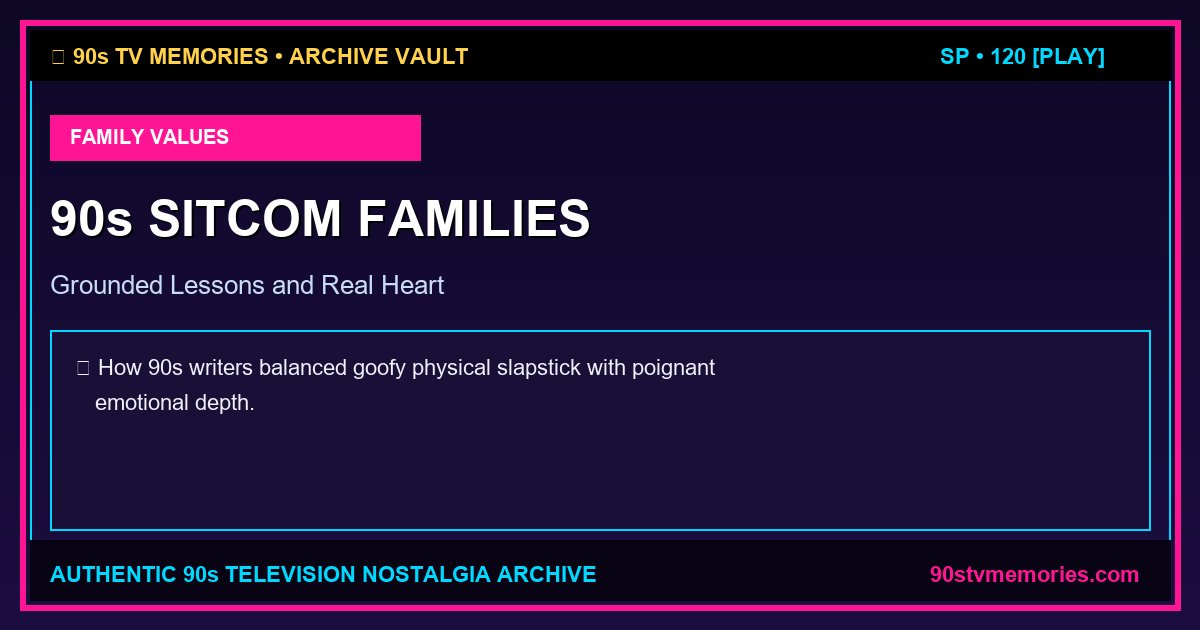 90s TV MEMORIES • ARCHIVE VAULT
SP • 120 [PLAY]
FAMILY VALUES
90s SITCOM FAMILIES
Grounded Lessons and Real Heart
How 90s writers balanced goofy physical slapstick with poignant
emotional depth.
AUTHENTIC 90s TELEVISION NOSTALGIA ARCHIVE
90stvmemories.com